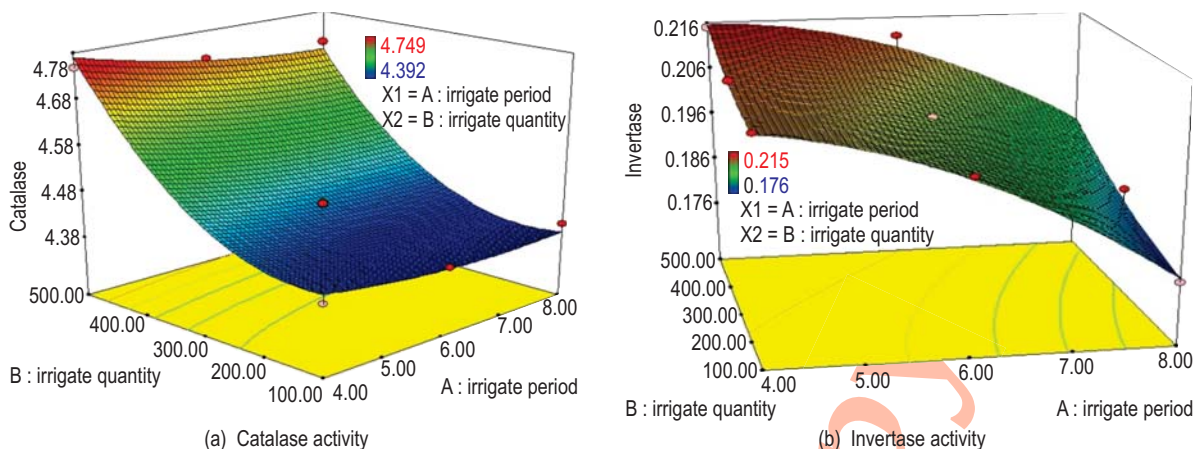 4.749
4.392
X1 = A : irrigate period
X2 = B : irrigate quantity
Catalase
4.78
4.68
4.58
4.48
4.38
500.00
400.00
300.00
200.00
100.00
4.00
5.00
6.00
7.00
8.00
B : irrigate quantity
A : irrigate period
(a) Catalase activity
0.216
0.206
0.196
0.186
0.176
Invertase
0.215
0.176
X1 = A : irrigate period
X2 = B : irrigate quantity
500.00
400.00
300.00
200.00
100.00
4.00
5.00
6.00
7.00
8.00
B : irrigate quantity
A : irrigate period
(b) Invertase activity